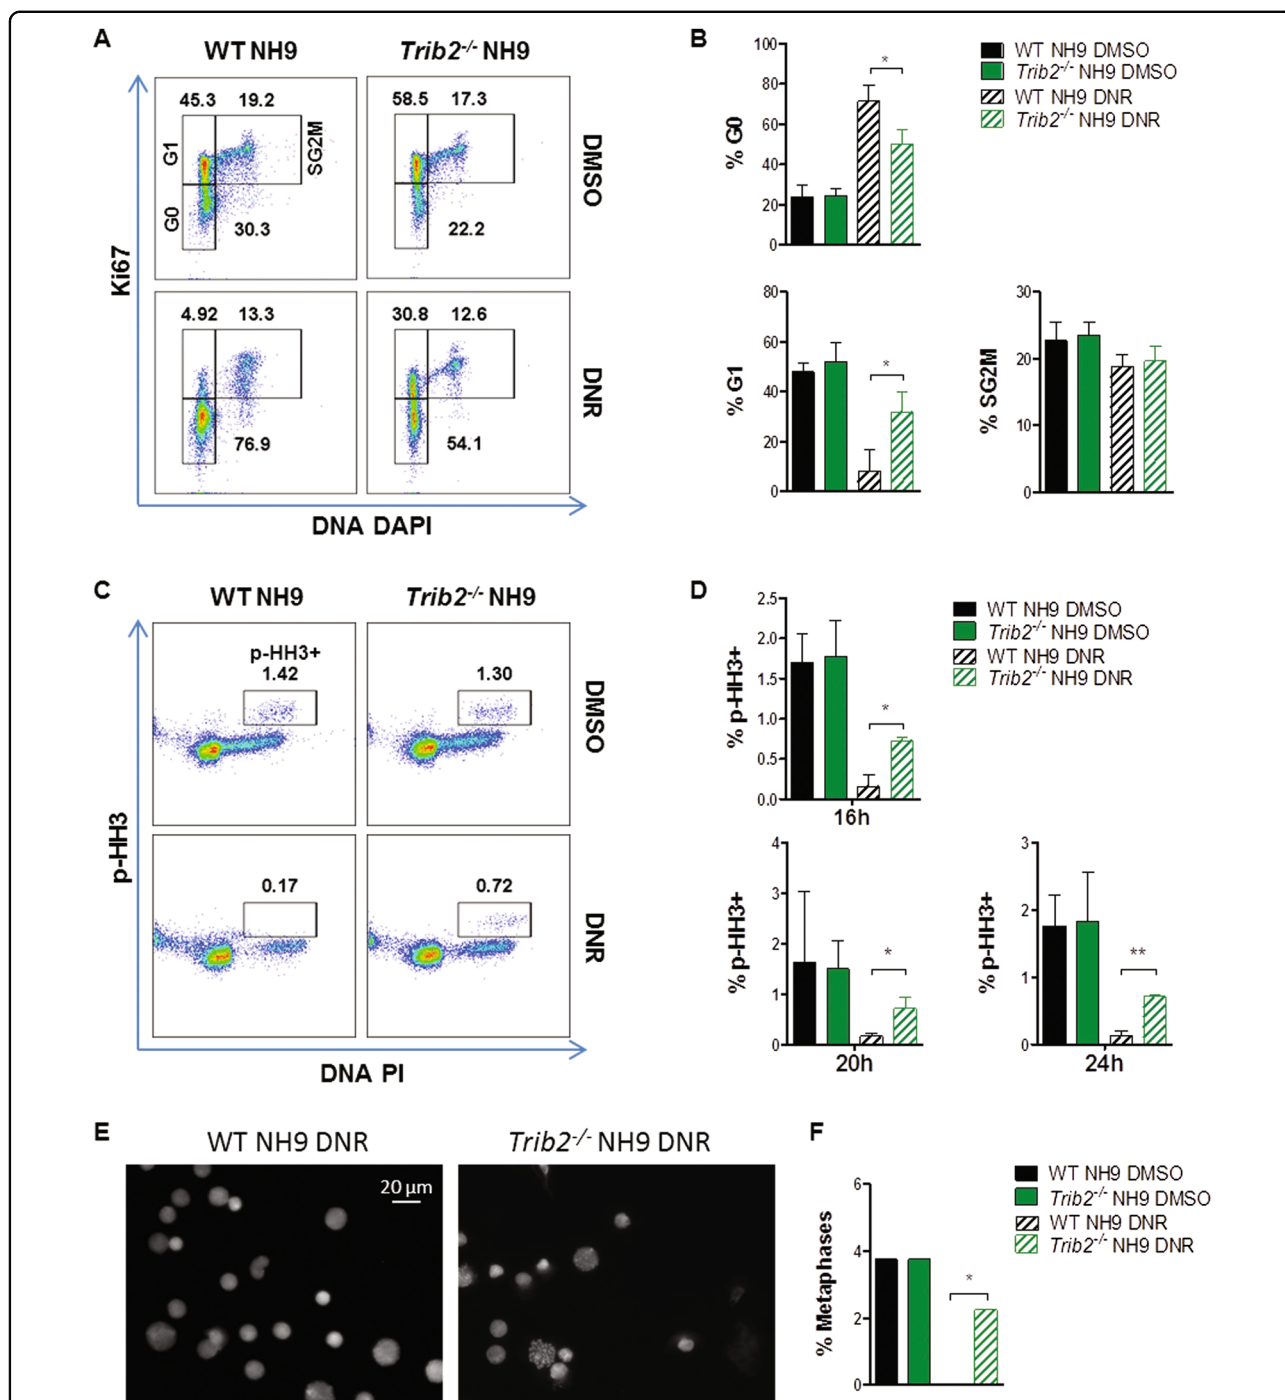 A
WT NH9
Trib2-/- NH9
45.3 19.2
G1
SG2M
G0
30.3
58.5 17.3
22.2
DMSO
4.92 13.3
76.9
30.8 12.6
54.1
DNR
Ki67
DNA DAPI
B
% G0
100
80
60
40
20
0
*
WT NH9 DMSO
Trib2-/- NH9 DMSO
WT NH9 DNR
Trib2-/- NH9 DNR
% G1
80
60
40
20
0
*
% SG2M
30
20
10
0
C
WT NH9
Trib2-/- NH9
p-HH3+
1.42
1.30
DMSO
0.17
0.72
DNR
p-HH3
DNA PI
D
% p-HH3+
2.5
2.0
1.5
1.0
0.5
0.0
*
16h
WT NH9 DMSO
Trib2-/- NH9 DMSO
WT NH9 DNR
Trib2-/- NH9 DNR
% p-HH3+
4
3
2
1
0
*
20h
% p-HH3+
3
2
1
0
**
24h
E
WT NH9 DNR
20 μm
Trib2-/- NH9 DNR
F
% Metaphases
6
4
2
0
*
WT NH9 DMSO
Trib2-/- NH9 DMSO
WT NH9 DNR
Trib2-/- NH9 DNR